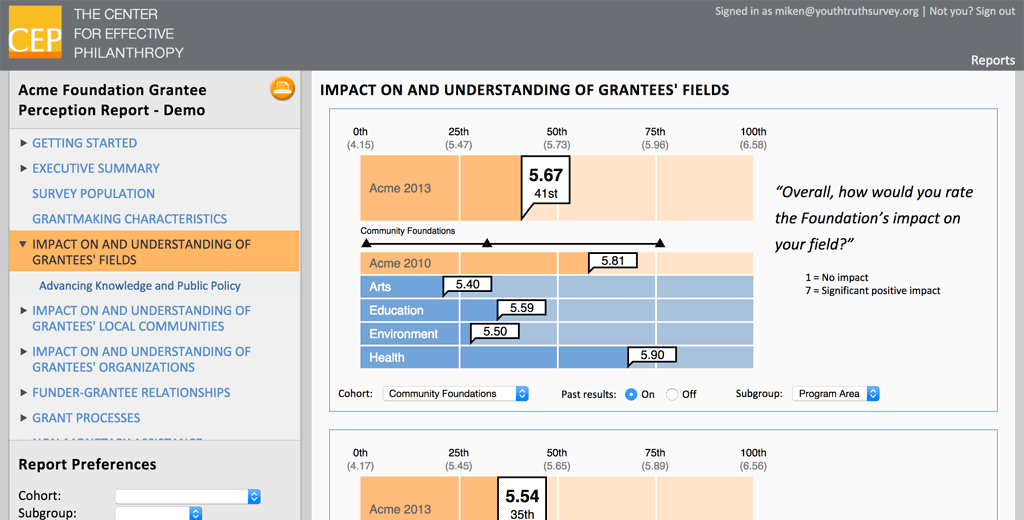 CEP
THE CENTER
FOR EFFECTIVE
PHILANTHROPY
Signed in as miken@youthtruthsurvey.org | Not you? Sign out
Reports
Acme Foundation Grantee
Perception Report - Demo
GETTING STARTED
EXECUTIVE SUMMARY
SURVEY POPULATION
GRANTMAKING CHARACTERISTICS
IMPACT ON AND UNDERSTANDING OF
GRANTEES' FIELDS
Advancing Knowledge and Public Policy
IMPACT ON AND UNDERSTANDING OF
GRANTEES' LOCAL COMMUNITIES
IMPACT ON AND UNDERSTANDING OF
GRANTEES' ORGANIZATIONS
FUNDER-GRANTEE RELATIONSHIPS
GRANT PROCESSES
Report Preferences
Cohort:
Subgroup:
IMPACT ON AND UNDERSTANDING OF GRANTEES' FIELDS
0th 25th 50th 75th 100th
(4.15) (5.47) (5.73) (5.96) (6.58)
Acme 2013
5.67
41st
Community Foundations
Acme 2010 5.81
Arts 5.40
Education 5.59
Environment 5.50
Health 5.90
“Overall, how would you rate
the Foundation’s impact on
your field?”
1 = No impact
7 = Significant positive impact
Cohort: Community Foundations Past results: On Off Subgroup: Program Area
0th 25th 50th 75th 100th
(4.17) (5.45) (5.65) (5.89) (6.56)
Acme 2013
5.54
35th